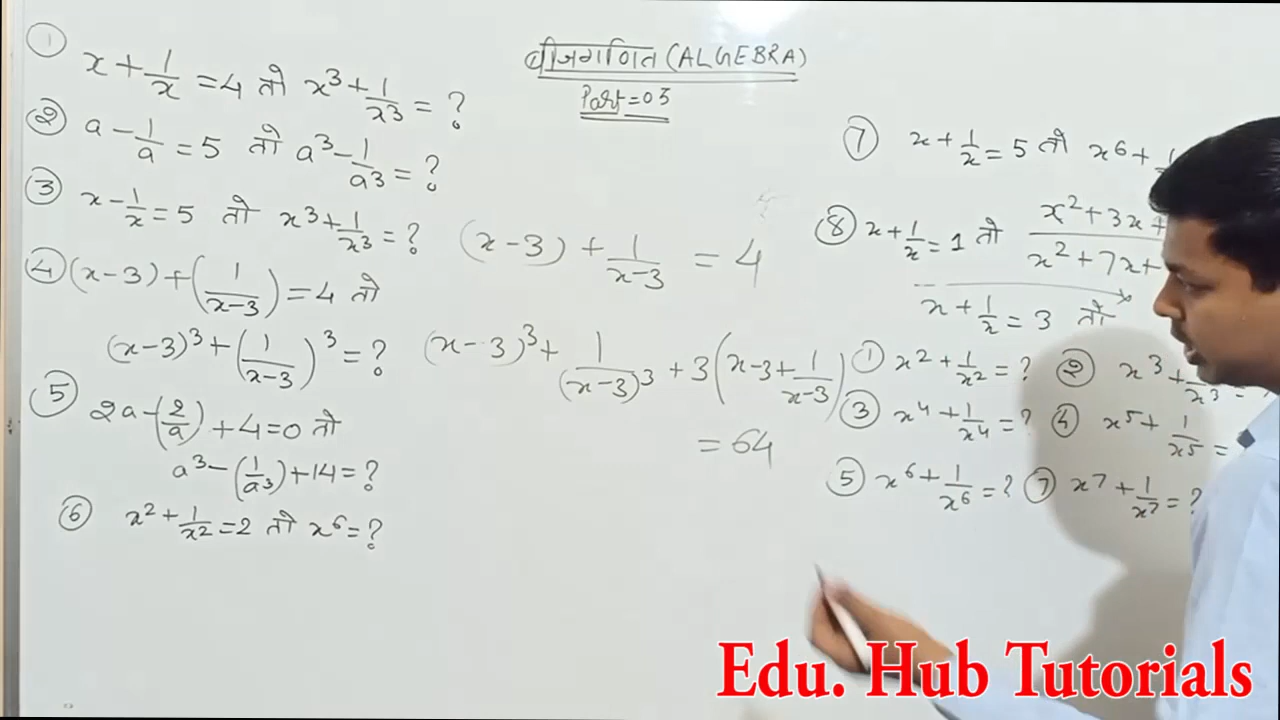 बीजगणित (ALGEBRA)
Part = 03
① x + 1/x = 4 तो x³ + 1/x³ = ?
② a - 1/a = 5 तो a³ - 1/a³ = ?
③ x - 1/x = 5 तो x³ + 1/x³ = ?
④ (x-3) + (1/(x-3)) = 4 तो
(x-3)³ + (1/(x-3))³ = ?
⑤ 2a - (2/a) + 4 = 0 तो
a³ - (1/a³) + 14 = ?
⑥ x² + 1/x² = 2 तो x⁶ = ?
(x-3) + 1/(x-3) = 4
(x-3)³ + 1/(x-3)³ + 3(x-3 + 1/(x-3))
= 64
⑦ x + 1/x = 5 तो x⁶ +
⑧ x + 1/x = 1 तो (x² + 3x +)/(x² + 7x +)
x + 1/x = 3 तो
① x² + 1/x² = ? ② x³ + 1/x³ = ?
③ x⁴ + 1/x⁴ = ? ④ x⁵ + 1/x⁵ =
⑤ x⁶ + 1/x⁶ = ? ⑦ x⁷ + 1/x⁷ = ?
Edu. Hub Tutorials